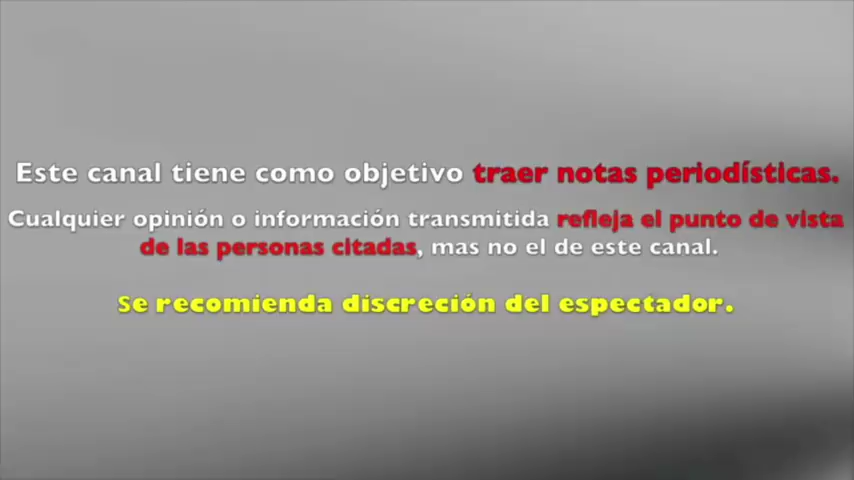 Este canal tiene como objetivo traer notas periodísticas.
Cualquier opinión o información transmitida refleja el punto de vista
de las personas citadas, mas no el de este canal.
Se recomienda discreción del espectador.